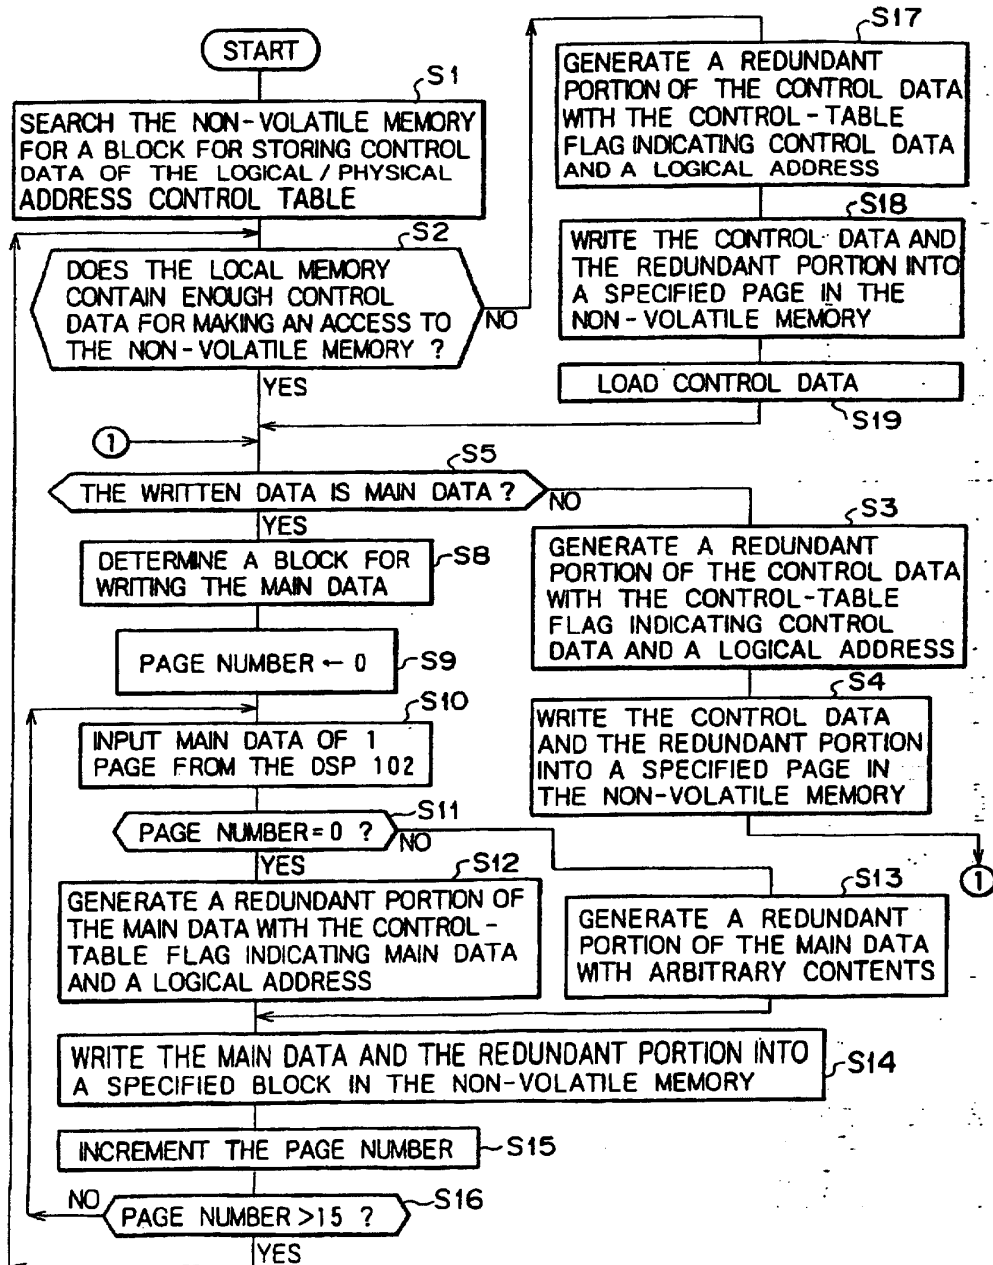 START
S1
SEARCH THE NON-VOLATILE MEMORY
FOR A BLOCK FOR STORING CONTROL
DATA OF THE LOGICAL / PHYSICAL
ADDRESS CONTROL TABLE
S2
DOES THE LOCAL MEMORY
CONTAIN ENOUGH CONTROL
DATA FOR MAKING AN ACCESS TO
THE NON-VOLATILE MEMORY ?
NO
YES
S17
GENERATE A REDUNDANT
PORTION OF THE CONTROL DATA
WITH THE CONTROL-TABLE
FLAG INDICATING CONTROL DATA
AND A LOGICAL ADDRESS
S18
WRITE THE CONTROL DATA AND
THE REDUNDANT PORTION INTO
A SPECIFIED PAGE IN THE
NON-VOLATILE MEMORY
LOAD CONTROL DATA
S19
1
S5
THE WRITTEN DATA IS MAIN DATA ?
NO
YES
S3
GENERATE A REDUNDANT
PORTION OF THE CONTROL DATA
WITH THE CONTROL-TABLE
FLAG INDICATING CONTROL
DATA AND A LOGICAL ADDRESS
S4
WRITE THE CONTROL DATA
AND THE REDUNDANT PORTION
INTO A SPECIFIED PAGE IN
THE NON-VOLATILE MEMORY
1
DETERMINE A BLOCK FOR
WRITING THE MAIN DATA
S8
PAGE NUMBER ← 0
S9
S10
INPUT MAIN DATA OF 1
PAGE FROM THE DSP 102
S11
PAGE NUMBER = 0 ?
NO
YES
S12
GENERATE A REDUNDANT PORTION OF
THE MAIN DATA WITH THE CONTROL-
TABLE FLAG INDICATING MAIN DATA
AND A LOGICAL ADDRESS
S13
GENERATE A REDUNDANT
PORTION OF THE MAIN DATA
WITH ARBITRARY CONTENTS
WRITE THE MAIN DATA AND THE REDUNDANT PORTION INTO
A SPECIFIED BLOCK IN THE NON-VOLATILE MEMORY
S14
INCREMENT THE PAGE NUMBER
S15
NO
S16
PAGE NUMBER >15 ?
YES